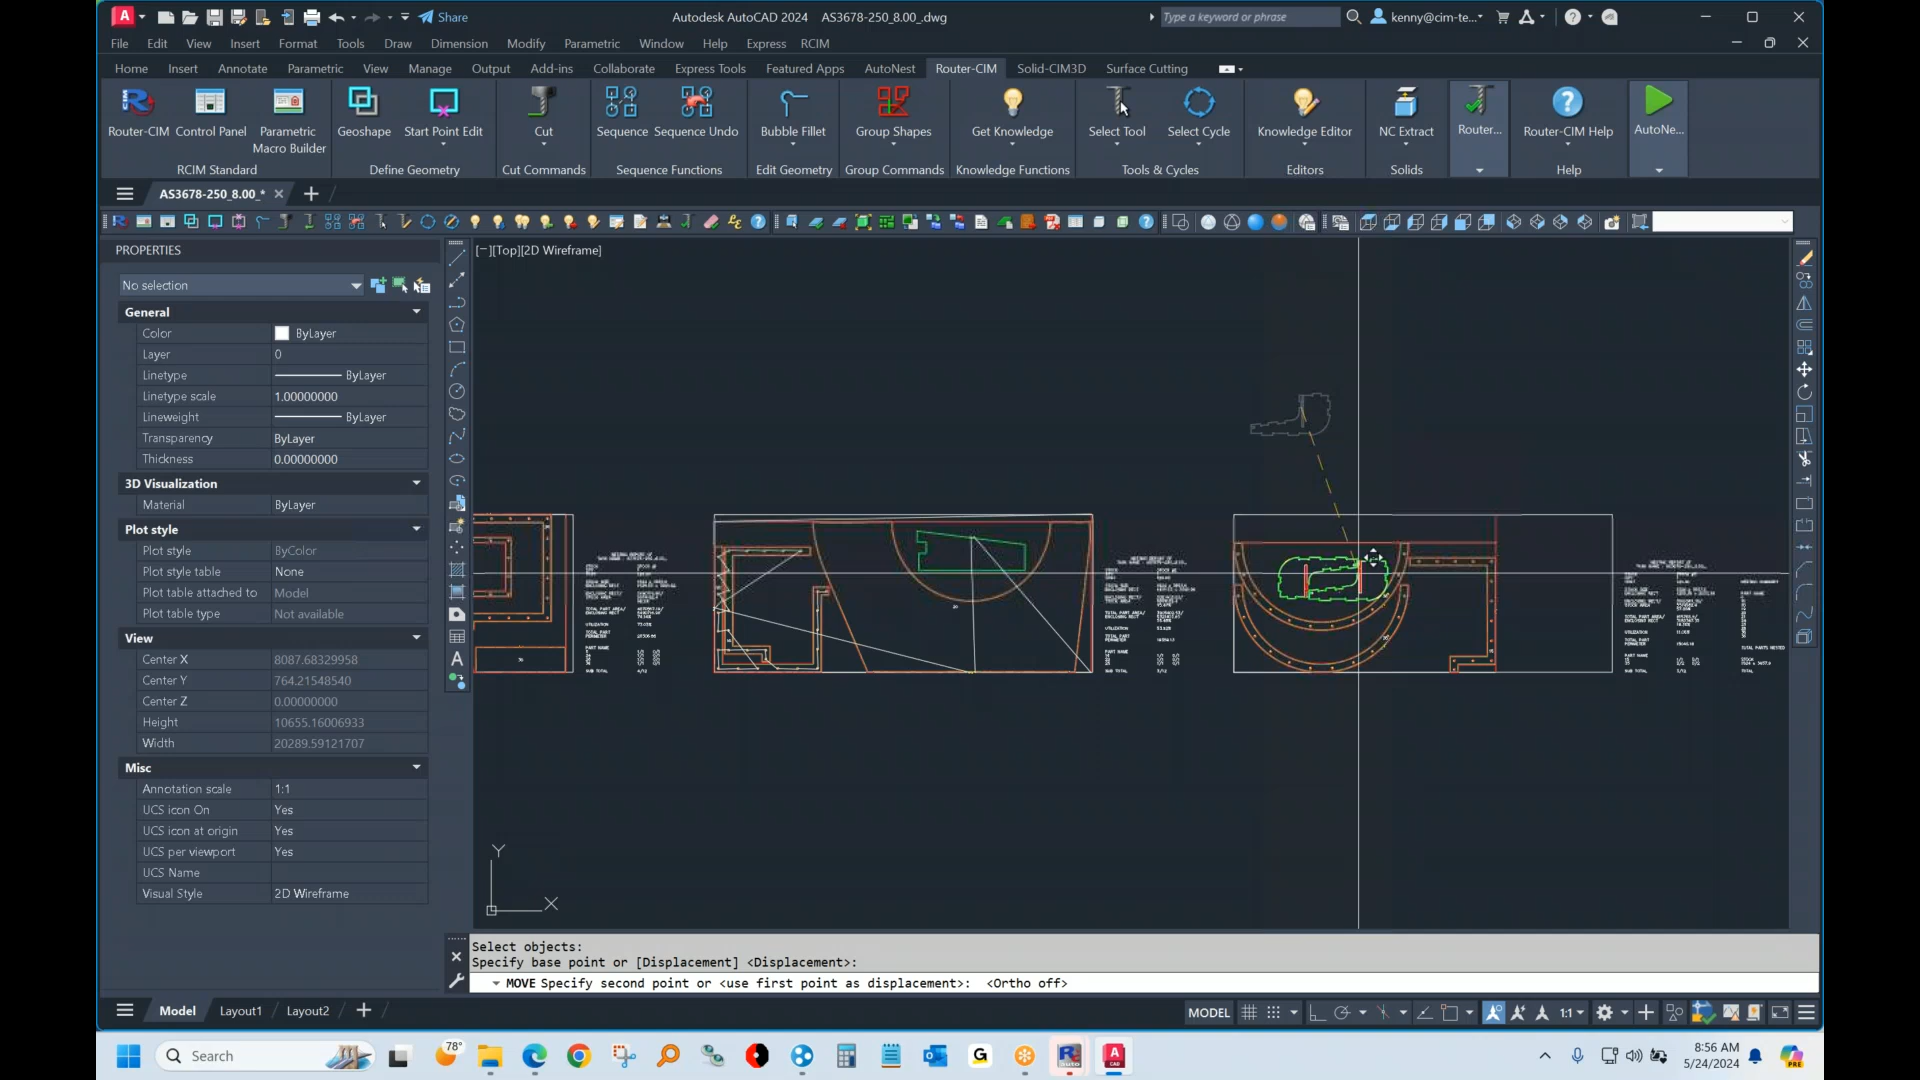 Share
Autodesk AutoCAD 2024 AS3678-250_8.00_.dwg
Type a keyword or phrase
kenny@cim-te...
File Edit View Insert Format Tools Draw Dimension Modify Parametric Window Help Express RCIM
Home Insert Annotate Parametric View Manage Output Add-ins Collaborate Express Tools Featured Apps AutoNest Router-CIM Solid-CIM3D Surface Cutting
Router-CIM Control Panel Parametric Macro Builder Geoshape Start Point Edit Cut Sequence Sequence Undo Bubble Fillet Group Shapes Get Knowledge Select Tool Select Cycle Knowledge Editor NC Extract Router... Router-CIM Help AutoNe...
RCIM Standard Define Geometry Cut Commands Sequence Functions Edit Geometry Group Commands Knowledge Functions Tools & Cycles Editors Solids Help
AS3678-250_8.00_*
PROPERTIES
[−][Top][2D Wireframe]
No selection
General
Color ByLayer
Layer 0
Linetype ByLayer
Linetype scale 1.00000000
Lineweight ByLayer
Transparency ByLayer
Thickness 0.00000000
3D Visualization
Material ByLayer
Plot style
Plot style ByColor
Plot style table None
Plot table attached to Model
Plot table type Not available
View
Center X 8087.68329958
Center Y 764.21548540
Center Z 0.00000000
Height 10655.16006933
Width 20289.59121707
Misc
Annotation scale 1:1
UCS icon On Yes
UCS icon at origin Yes
UCS per viewport Yes
UCS Name
Visual Style 2D Wireframe
Y
X
Select objects:
Specify base point or [Displacement] <Displacement>:
MOVE Specify second point or <use first point as displacement>: <Ortho off>
Model Layout1 Layout2
MODEL 1:1
Search
78°
8:56 AM
5/24/2024